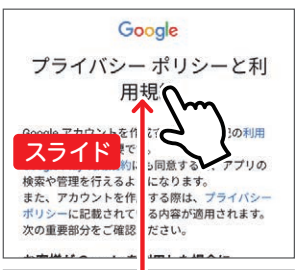 Google
プライバシー ポリシーと利
用規
Google アカウントを作 の利用
スライド
約 に 同意する 、アプリの
検索や管理を行えるよ になります。
また、アカウントを作 する際は、プライバシー
ポリシーに記載されて る内容が適用されます。
次の重要部分をご確認 ださい。